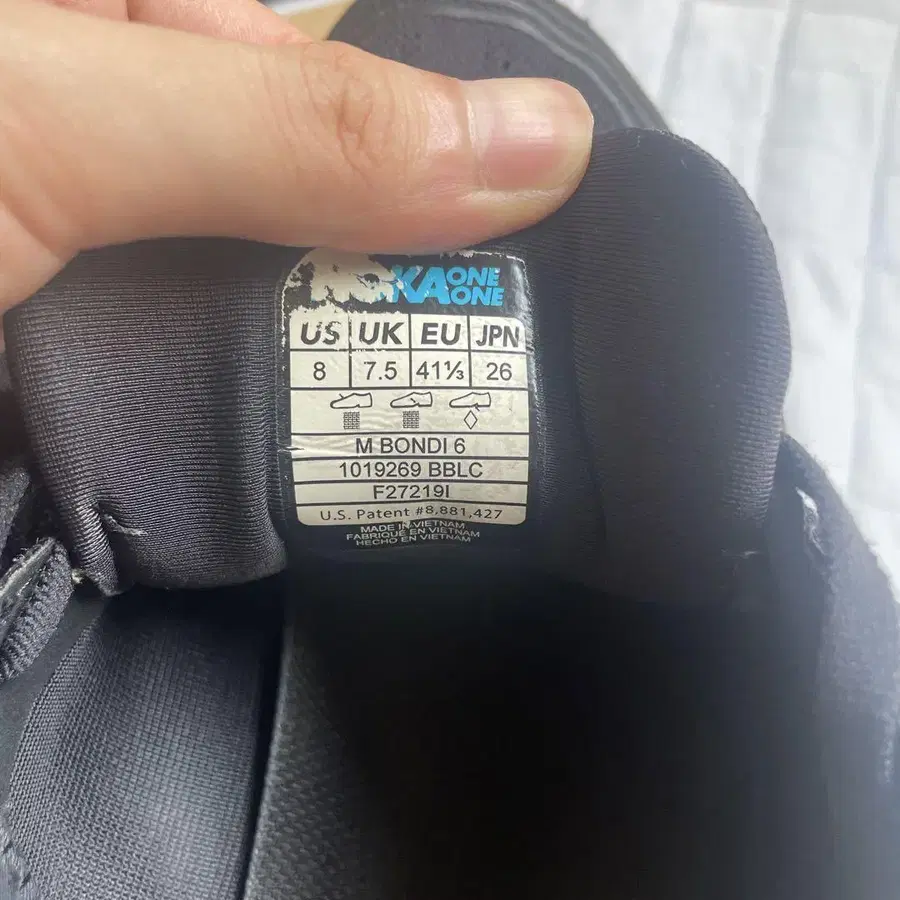 KA ONE ONE
US UK EU JPN
8 7.5 41⅓ 26
M BONDI 6
1019269 BBLC
F27219I
U.S. Patent #8,881,427
MADE IN VIETNAM
FABRIQUE EN VIETNAM
HECHO EN VIETNAM